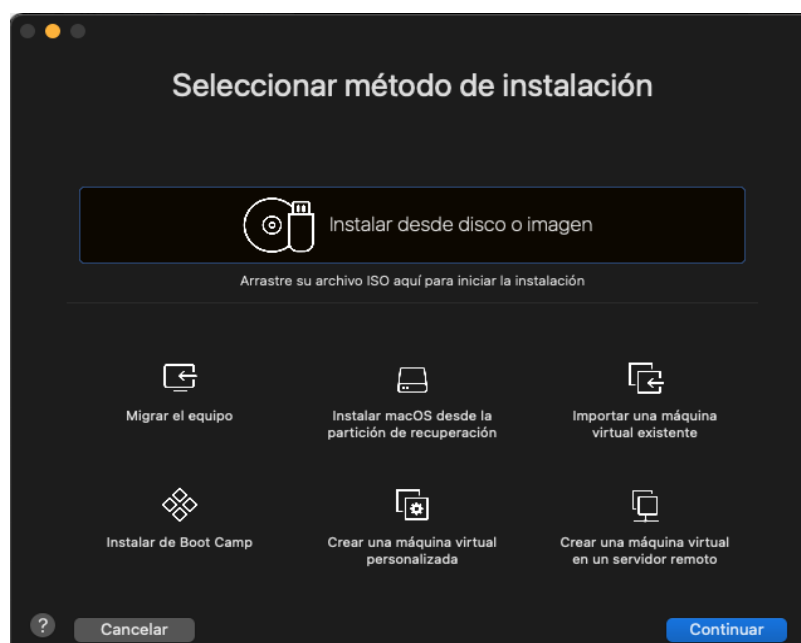 Seleccionar método de instalación
Instalar desde disco o imagen
Arrastre su archivo ISO aquí para iniciar la instalación
Migrar el equipo
Instalar macOS desde la
partición de recuperación
Importar una máquina
virtual existente
Instalar de Boot Camp
Crear una máquina virtual
personalizada
Crear una máquina virtual
en un servidor remoto
?
Cancelar
Continuar